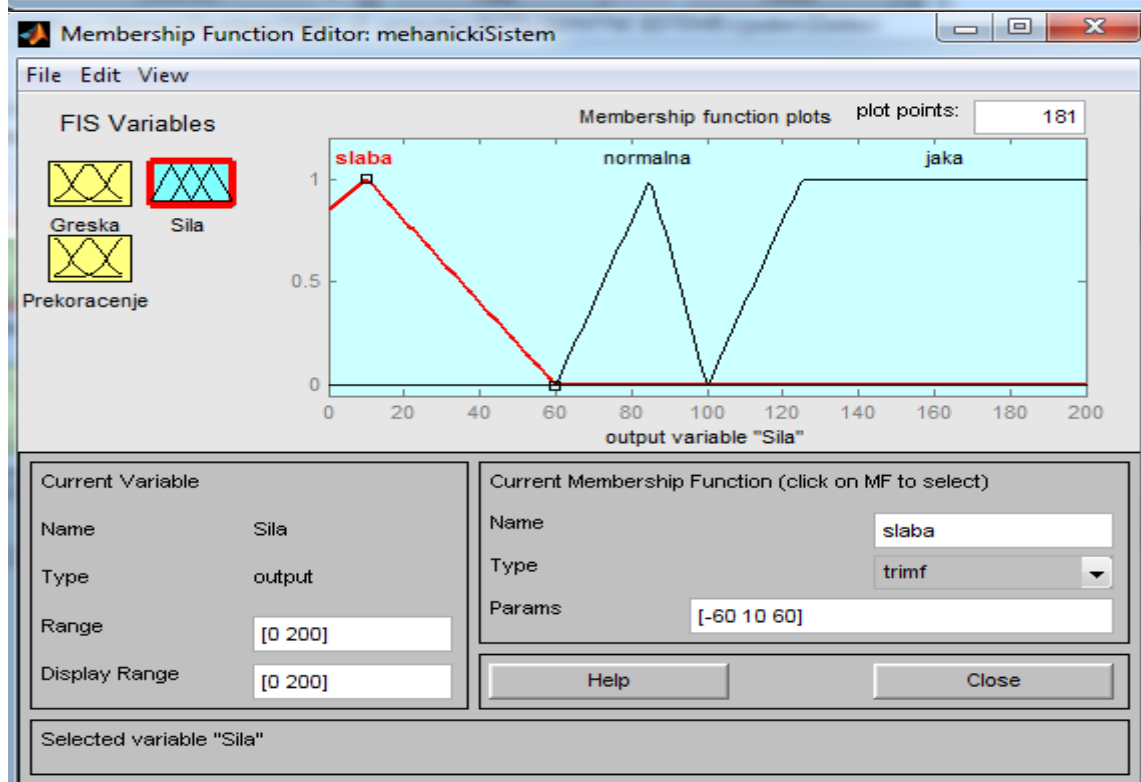 Membership Function Editor: mehanickiSistem
File Edit View
FIS Variables
Membership function plots plot points: 181
Greska Sila
Prekoracenje
slaba normalna jaka
1
0.5
0
0 20 40 60 80 100 120 140 160 180 200
output variable "Sila"
Current Variable
Name Sila
Type output
Range [0 200]
Display Range [0 200]
Current Membership Function (click on MF to select)
Name slaba
Type trimf
Params [-60 10 60]
Help Close
Selected variable "Sila"